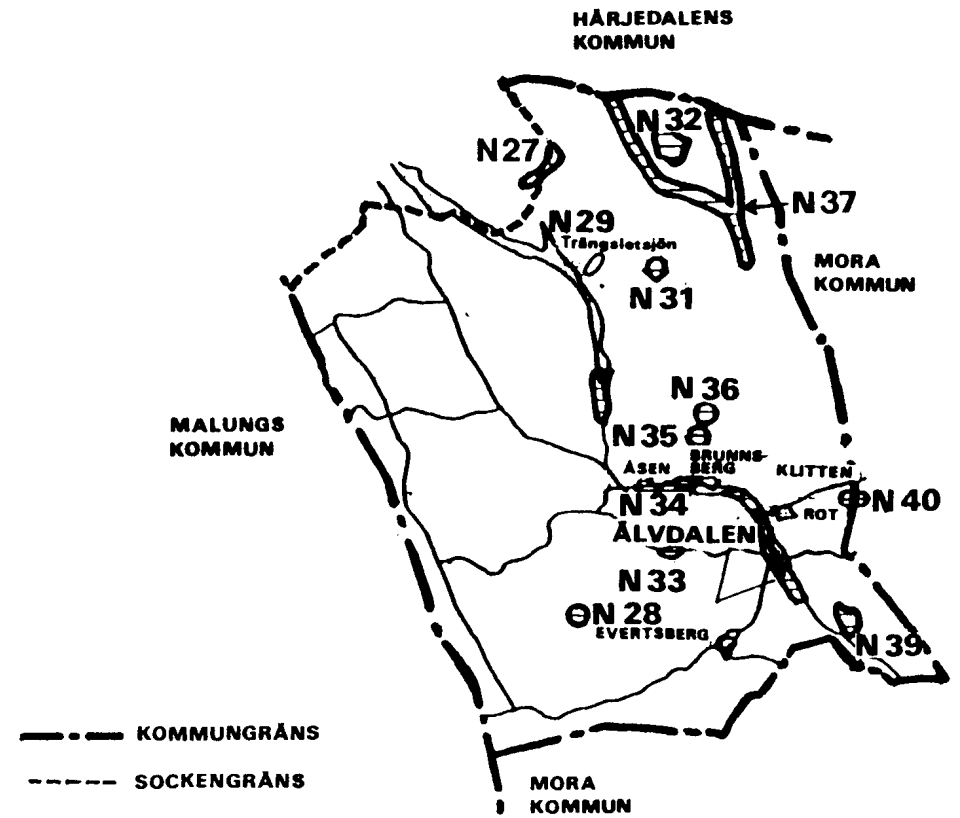 HÄRJEDALENS
KOMMUN
N 32
N 27
N 37
N 29
Trängsletsjön
MORA
KOMMUN
N 31
N 36
MALUNGS
KOMMUN
N 35
BRUNNS-
BERG
ÅSEN
KLITTEN
N 34
N 40
ROT
ÄLVDALEN
N 33
N 28
EVERTSBERG
N 39
KOMMUNGRÄNS
SOCKENGRÄNS
MORA
KOMMUN